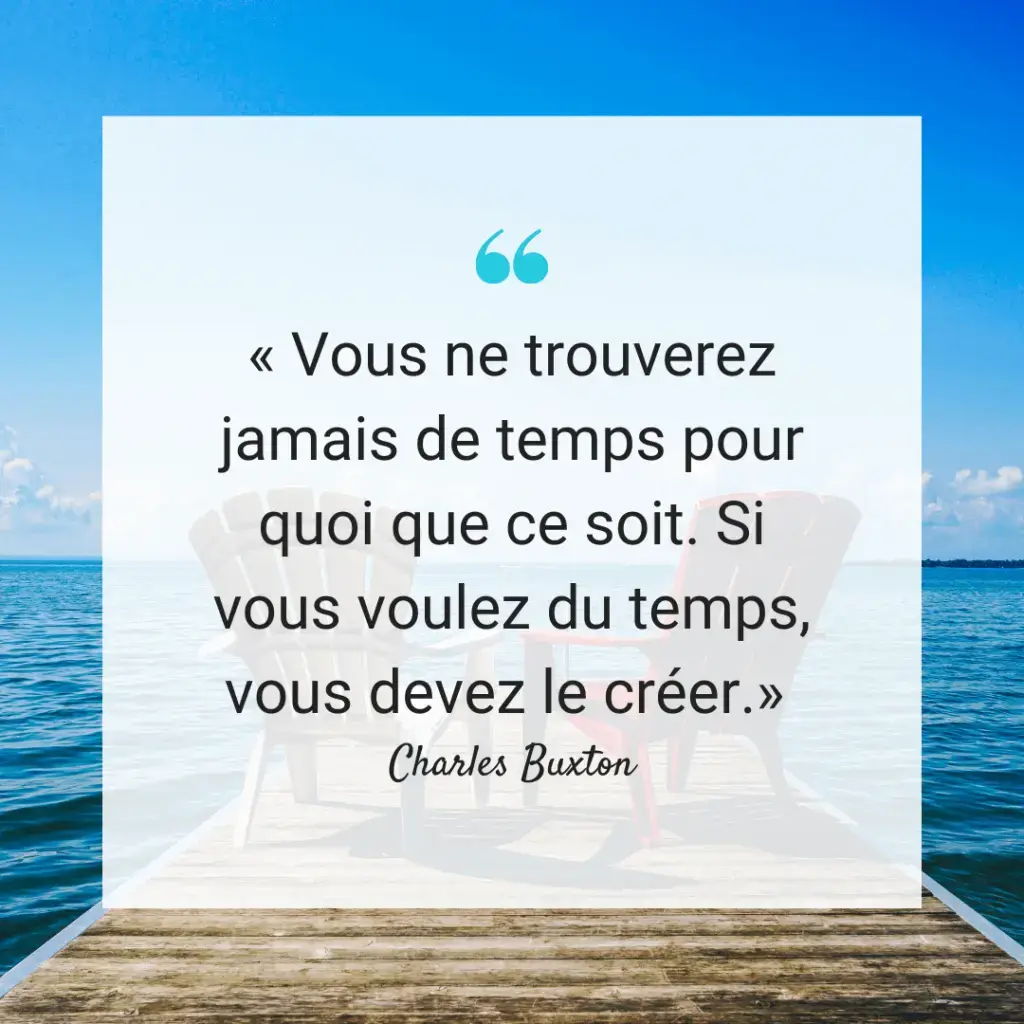 « Vous ne trouverez
jamais de temps pour
quoi que ce soit. Si
vous voulez du temps,
vous devez le créer.»
Charles Buxton